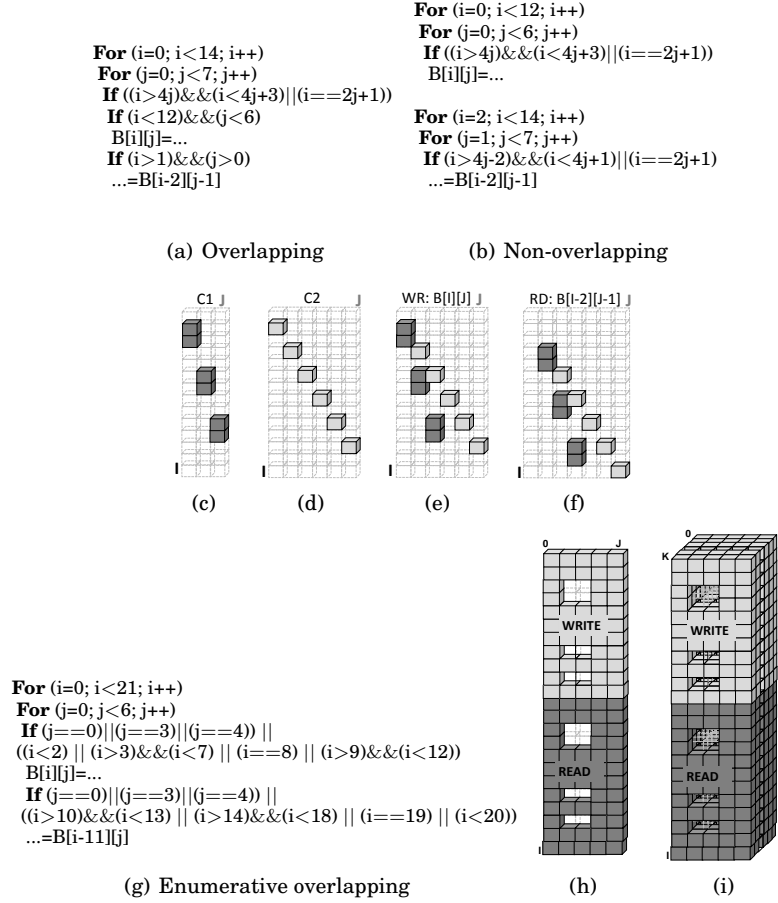 For (i=0; i<14; i++)
For (j=0; j<7; j++)
If ((i>4j)&&(i<4j+3)||(i==2j+1))
If (i<12)&&(j<6)
B[i][j]=...
If (i>1)&&(j>0)
...=B[i-2][j-1]
(a) Overlapping
For (i=0; i<12; i++)
For (j=0; j<6; j++)
If ((i>4j)&&(i<4j+3)||(i==2j+1))
B[i][j]=...
For (i=2; i<14; i++)
For (j=1; j<7; j++)
If (i>4j-2)&&(i<4j+1)||(i==2j+1)
...=B[i-2][j-1]
(b) Non-overlapping
C1 J
I
(c)
C2 J
I
(d)
WR: B[I][J] J
I
(e)
RD: B[I-2][J-1] J
I
(f)
For (i=0; i<21; i++)
For (j=0; j<6; j++)
If (j==0)||(j==3)||(j==4)) ||
((i<2) || (i>3)&&(i<7) || (i==8) || (i>9)&&(i<12))
B[i][j]=...
If (j==0)||(j==3)||(j==4)) ||
((i>10)&&(i<13) || (i>14)&&(i<18) || (i==19) || (i<20))
...=B[i-11][j]
(g) Enumerative overlapping
0 J
WRITE
READ
I
(h)
0
K
WRITE
READ
I
(i)